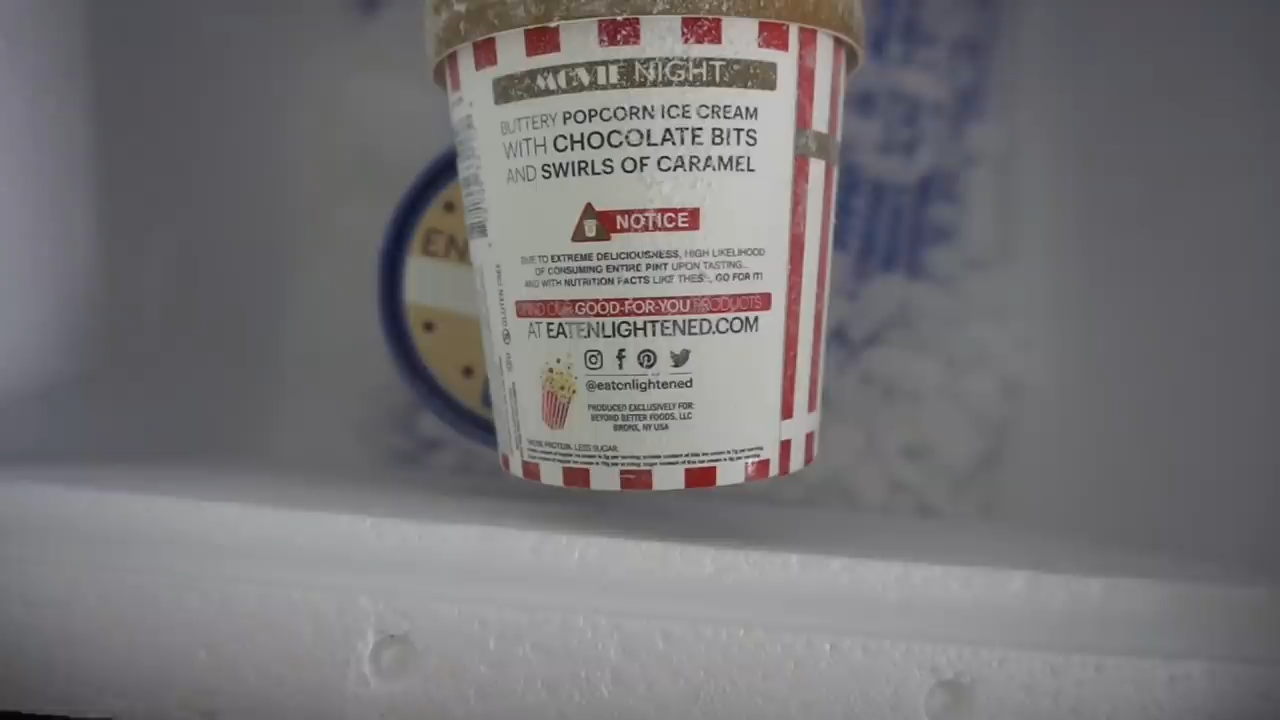 MOVIE NIGHT
BUTTERY POPCORN ICE CREAM
WITH CHOCOLATE BITS
AND SWIRLS OF CARAMEL
NOTICE
DUE TO EXTREME DELICIOUSNESS, HIGH LIKELIHOOD
OF CONSUMING ENTIRE PINT UPON TASTING...
AND WITH NUTRITION FACTS LIKE THESE, GO FOR IT!
FIND OUR GOOD-FOR-YOU PRODUCTS
AT EATENLIGHTENED.COM
@eatenlightened
PRODUCED EXCLUSIVELY FOR:
BEYOND BETTER FOODS, LLC
BRONX, NY USA
MORE PROTEIN, LESS SUGAR.
GLUTEN FREE
EN